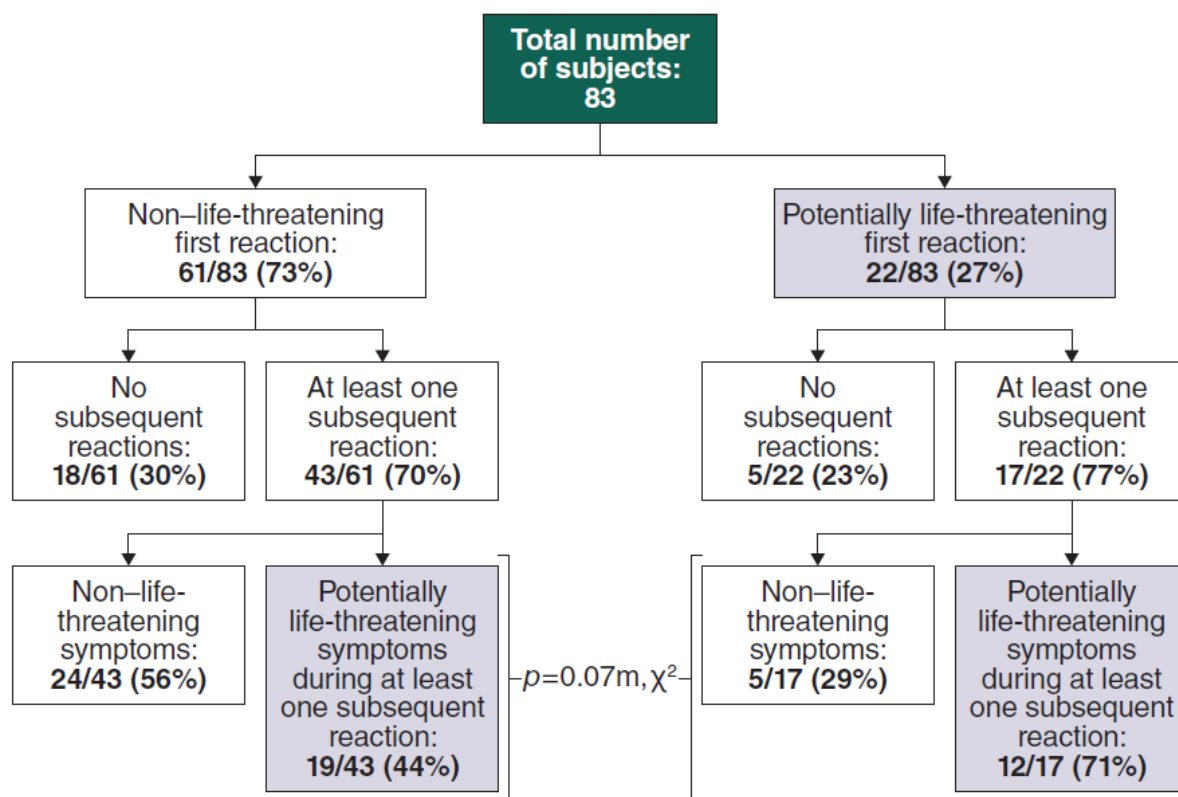 Total number
of subjects:
83
Non–life-threatening
first reaction:
61/83 (73%)
Potentially life-threatening
first reaction:
22/83 (27%)
No
subsequent
reactions:
18/61 (30%)
At least one
subsequent
reaction:
43/61 (70%)
No
subsequent
reactions:
5/22 (23%)
At least one
subsequent
reaction:
17/22 (77%)
Non–life-
threatening
symptoms:
24/43 (56%)
Potentially
life-threatening
symptoms
during at least
one subsequent
reaction:
19/43 (44%)
p=0.07m, χ²
Non–life-
threatening
symptoms:
5/17 (29%)
Potentially
life-threatening
symptoms
during at least
one subsequent
reaction:
12/17 (71%)